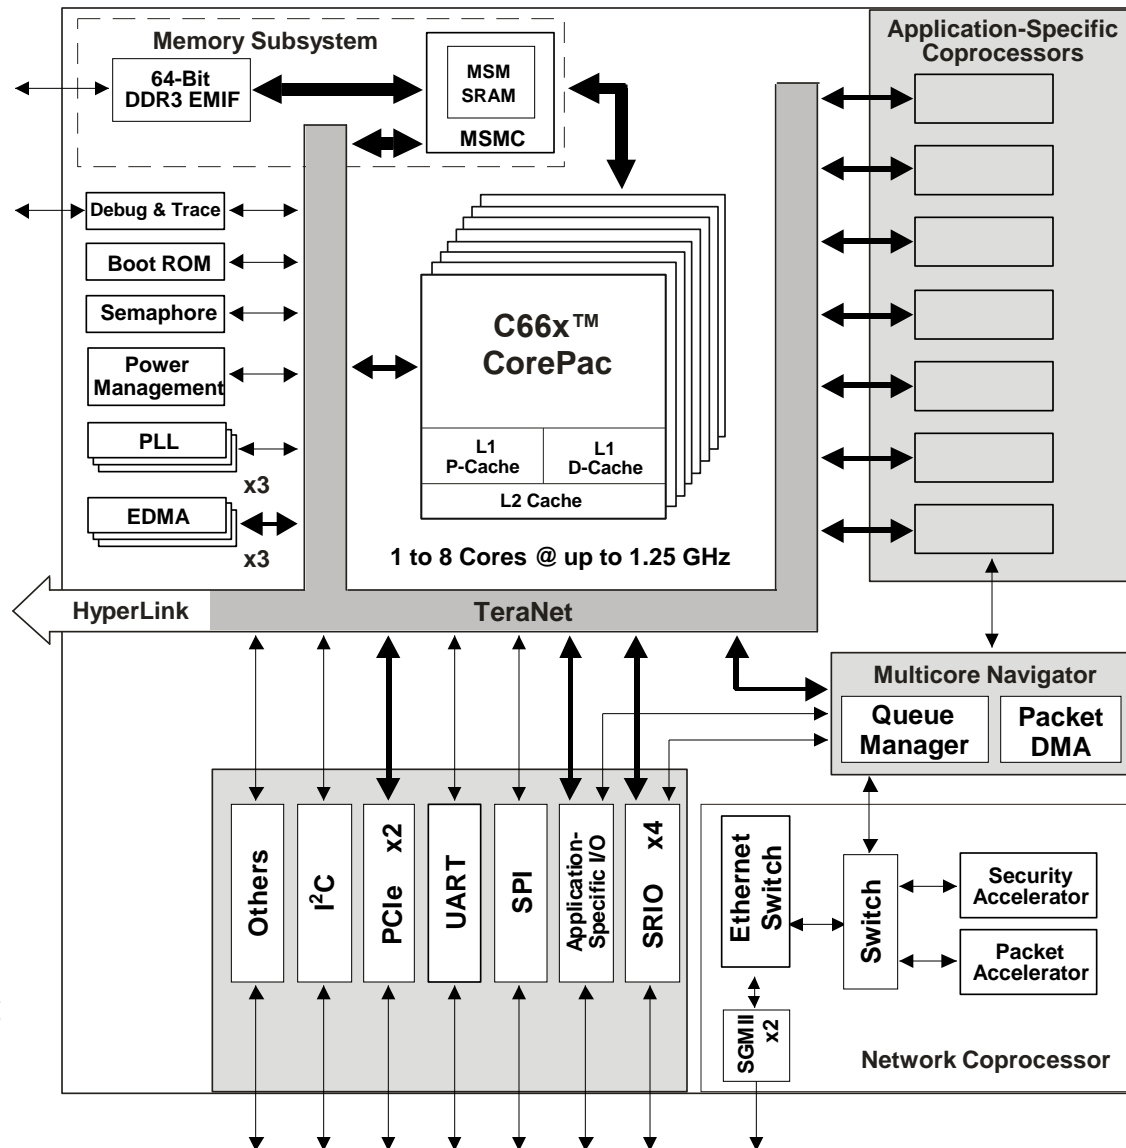 Memory Subsystem
64-Bit
DDR3 EMIF
MSM
SRAM
MSMC
Application-Specific
Coprocessors
Debug & Trace
Boot ROM
Semaphore
Power
Management
PLL
x3
EDMA
x3
C66x™
CorePac
L1
P-Cache
L1
D-Cache
L2 Cache
1 to 8 Cores @ up to 1.25 GHz
HyperLink
TeraNet
Multicore Navigator
Queue
Manager
Packet
DMA
Others
I²C
PCIe x2
UART
SPI
Application-
Specific I/O
SRIO x4
Ethernet
Switch
Switch
Security
Accelerator
Packet
Accelerator
SGMII
x2
Network Coprocessor